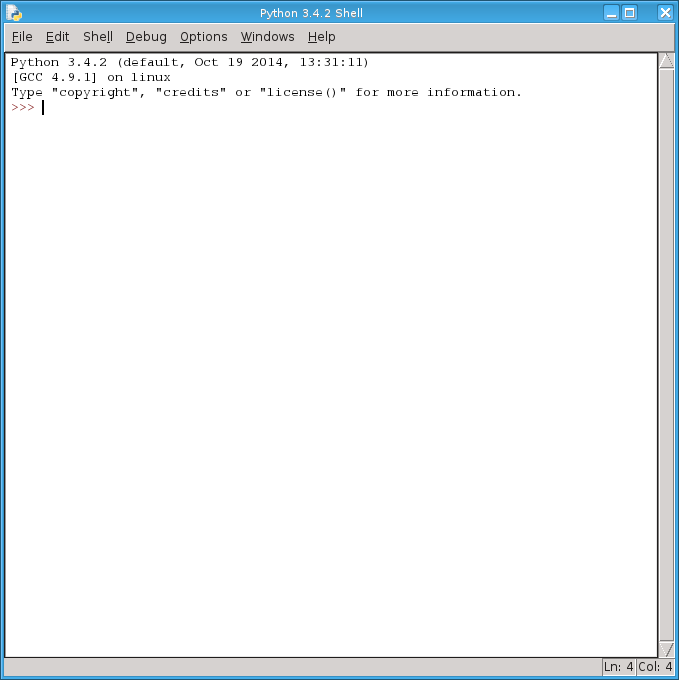 Python 3.4.2 Shell
File Edit Shell Debug Options Windows Help
Python 3.4.2 (default, Oct 19 2014, 13:31:11)
[GCC 4.9.1] on linux
Type "copyright", "credits" or "license()" for more information.
>>>
Ln: 4 Col: 4